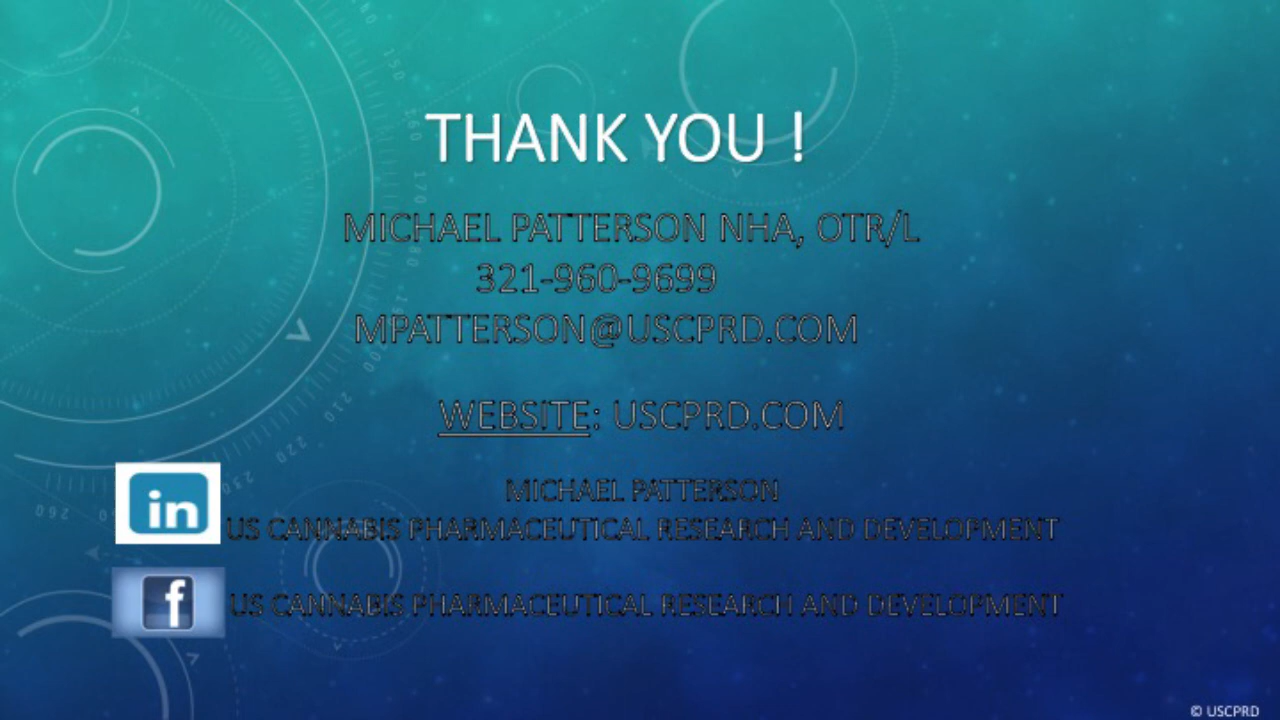 THANK YOU !
MICHAEL PATTERSON NHA, OTR/L
321-960-9699
MPATTERSON@USCPRD.COM
WEBSITE: USCPRD.COM
in
MICHAEL PATTERSON
US CANNABIS PHARMACEUTICAL RESEARCH AND DEVELOPMENT
f
US CANNABIS PHARMACEUTICAL RESEARCH AND DEVELOPMENT
© USCPRD